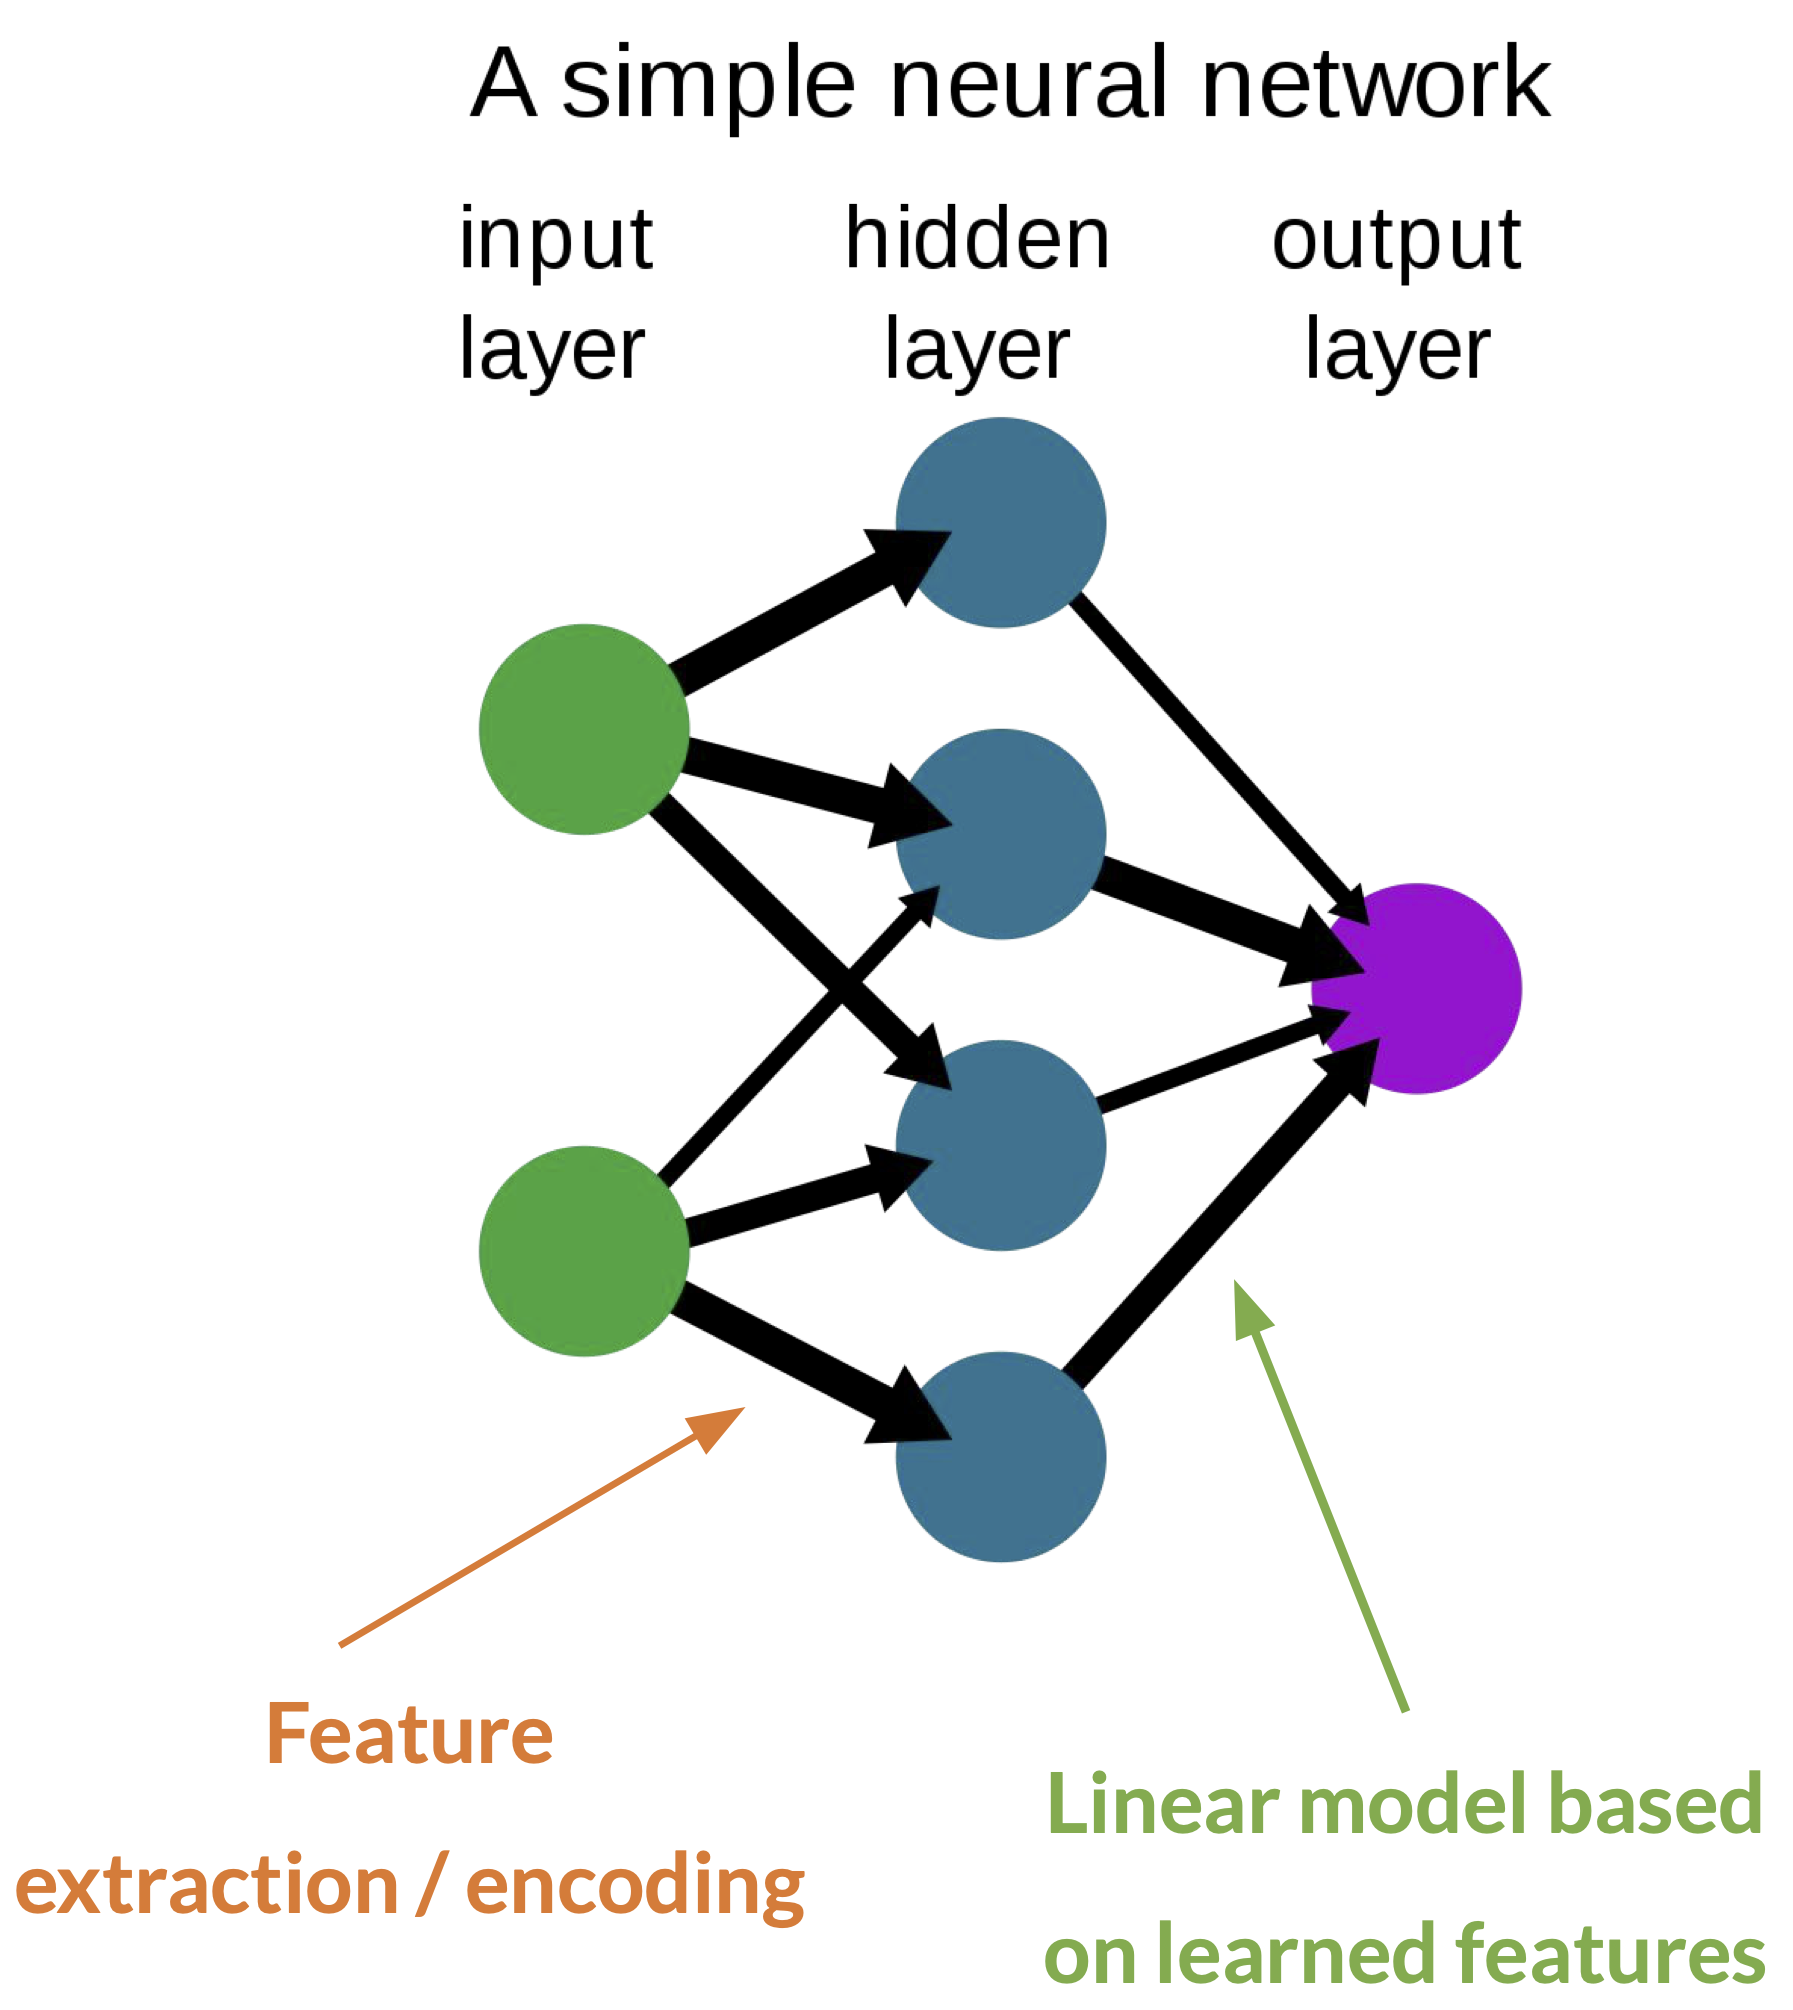 A simple neural network
input hidden output
layer layer layer
Feature
extraction / encoding
Linear model based
on learned features